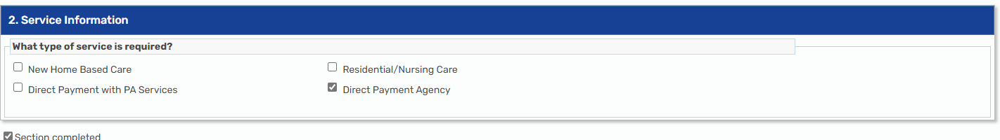 2. Service Information
What type of service is required?
New Home Based Care
Residential/Nursing Care
Direct Payment with PA Services
Direct Payment Agency
Section completed